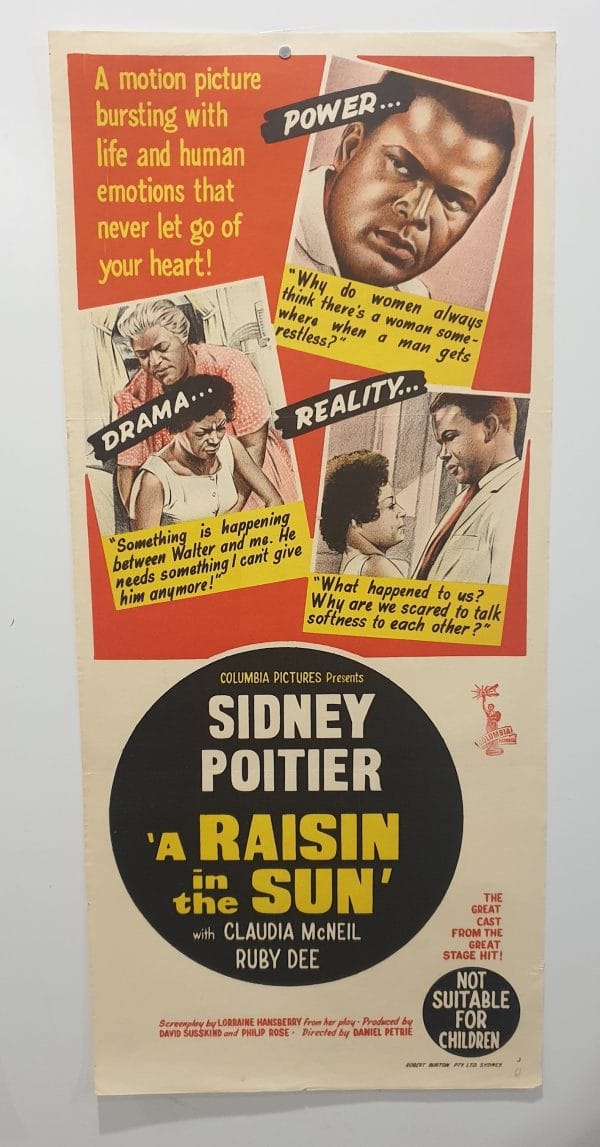 A motion picture
bursting with
life and human
emotions that
never let go of
your heart!
POWER...
"Why do women always
think there's a woman some-
where when a man gets
restless?"
DRAMA...
"Something is happening
between Walter and me. He
needs something I can't give
him anymore!"
REALITY...
"What happened to us?
Why are we scared to talk
softness to each other?"
COLUMBIA PICTURES Presents
SIDNEY
POITIER
'A RAISIN
in
the SUN'
with CLAUDIA McNEIL
RUBY DEE
COLUMBIA
THE
GREAT
CAST
FROM THE
GREAT
STAGE HIT!
NOT
SUITABLE
FOR
CHILDREN
Screenplay by LORRAINE HANSBERRY from her play · Produced by
DAVID SUSSKIND and PHILIP ROSE · Directed by DANIEL PETRIE
ROBERT BURTON PTY. LTD. SYDNEY